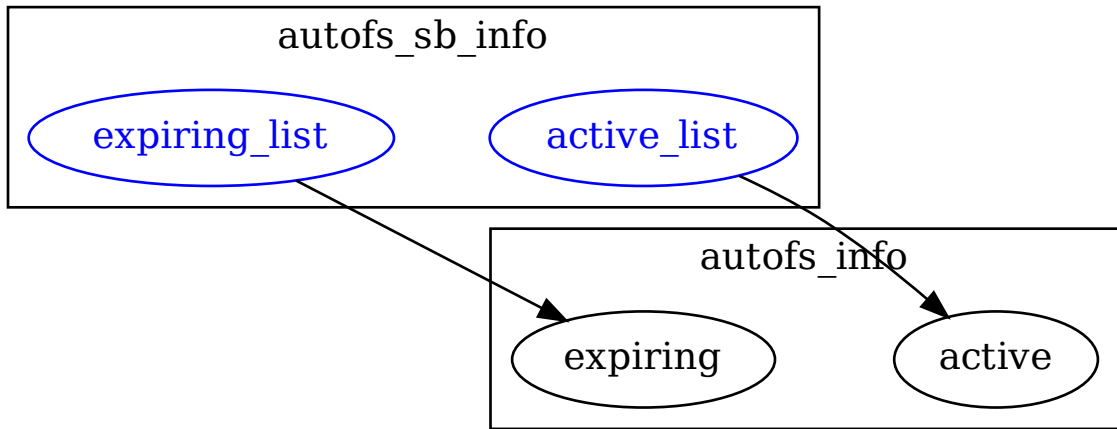 autofs_sb_info
expiring_list
active_list
autofs_info
expiring
active